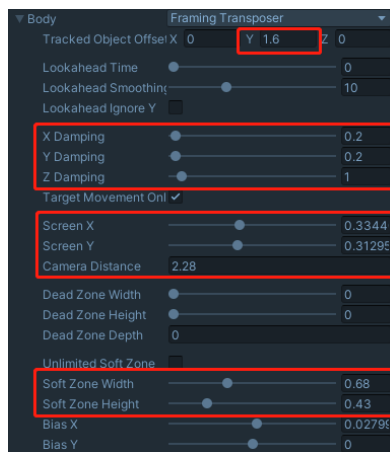 Body Framing Transposer
Tracked Object Offset X 0 Y 1.6 Z 0
Lookahead Time 0
Lookahead Smoothing 10
Lookahead Ignore Y
X Damping 0.2
Y Damping 0.2
Z Damping 1
Target Movement Onl
Screen X 0.3344
Screen Y 0.31295
Camera Distance 2.28
Dead Zone Width 0
Dead Zone Height 0
Dead Zone Depth 0
Unlimited Soft Zone
Soft Zone Width 0.68
Soft Zone Height 0.43
Bias X 0.02799
Bias Y 0